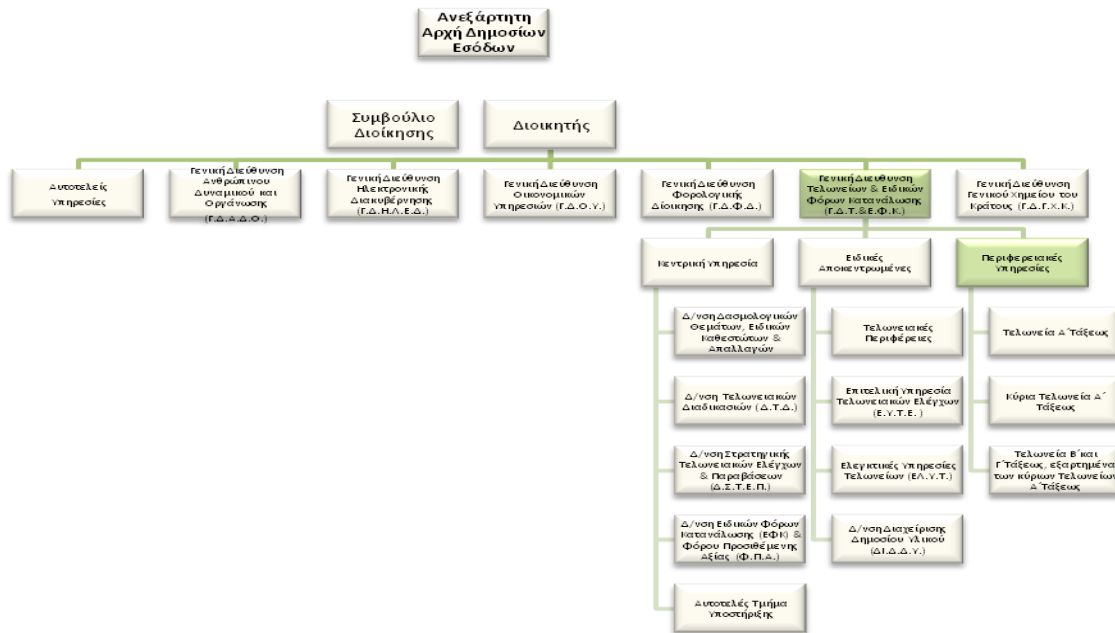 Ανεξάρτητη
Αρχή Δημοσίων
Εσόδων
Συμβούλιο
Διοίκησης
Διοικητής
Αυτοτελείς
Υπηρεσίες
Γενική Διεύθυνση
Ανθρώπινου
Δυναμικού και
Οργάνωσης
(Γ.Δ.Α.Δ.Ο.)
Γενική Διεύθυνση
Ηλεκτρονικής
Διακυβέρνησης
(Γ.Δ.Η.Λ.Ε.Δ.)
Γενική Διεύθυνση
Οικονομικών
Υπηρεσιών (Γ.Δ.Ο.Υ.)
Γενική Διεύθυνση
Φορολογικής
Διοίκησης (Γ.Δ.Φ.Δ.)
Γενική Διεύθυνση
Τελωνείων & Ειδικών
Φόρων Κατανάλωσης
(Γ.Δ.Τ.&Ε.Φ.Κ.)
Γενική Διεύθυνση
Γενικού Χημείου του
Κράτους (Γ.Δ.Γ.Χ.Κ.)
Κεντρική Υπηρεσία
Ειδικές
Αποκεντρωμένες
Περιφερειακές
Υπηρεσίες
Δ/νση Δασμολογικών
Θεμάτων, Ειδικών
Καθεστώτων &
Απαλλαγών
Δ/νση Τελωνειακών
Διαδικασιών (Δ.Τ.Δ.)
Δ/νση Στρατηγικής
Τελωνειακών Ελέγχων
& Παραβάσεων
(Δ.Σ.Τ.Ε.Π.)
Δ/νση Ειδικών Φόρων
Κατανάλωσης (ΕΦΚ) &
Φόρου Προσιθέμενης
Αξίας (Φ.Π.Α.)
Αυτοτελές Τμήμα
Υποστήριξης
Τελωνειακές
Περιφέρειες
Επιτελική Υπηρεσία
Τελωνειακών Ελέγχων
(Ε.Υ.Τ.Ε. )
Ελεγκτικές Υπηρεσίες
Τελωνείων (ΕΛ.Υ.Τ.)
Δ/νση Διαχείρισης
Δημοσίου Υλικού
(ΔΙ.Δ.Δ.Υ.)
Τελωνεία Α΄Τάξεως
Κύρια Τελωνεία Α΄
Τάξεως
Τελωνεία Β΄και
Γ΄Τάξεως, εξαρτημένα
των κύριων Τελωνείων
Α΄Τάξεως